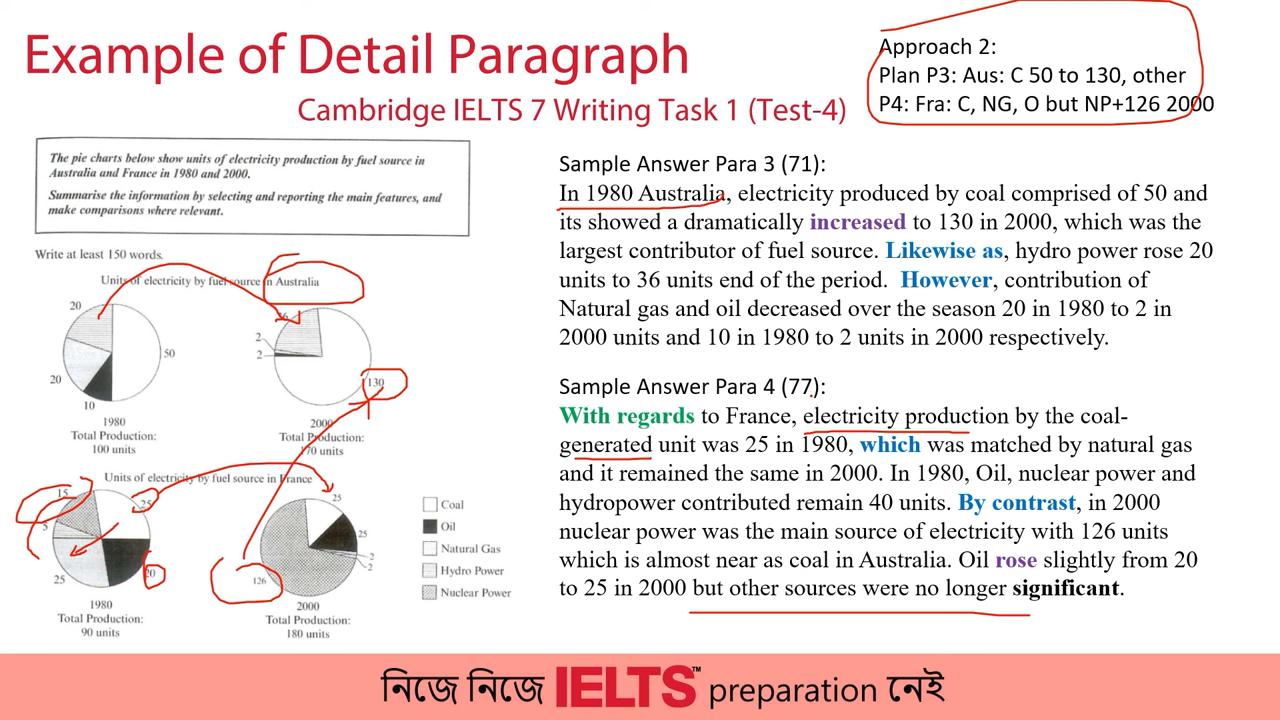 Example of Detail Paragraph
Cambridge IELTS 7 Writing Task 1 (Test-4)
Approach 2:
Plan P3: Aus: C 50 to 130, other
P4: Fra: C, NG, O but NP+126 2000
The pie charts below show units of electricity production by fuel source in
Australia and France in 1980 and 2000.
Summarise the information by selecting and reporting the main features, and
make comparisons where relevant.
Write at least 150 words.
Units of electricity by fuel source in Australia
20
50
20
10
1980
Total Production:
100 units
36
2
2
130
2000
Total Production:
170 units
Units of electricity by fuel source in France
15
25
5
25
20
1980
Total Production:
90 units
25
25
2
2
126
2000
Total Production:
180 units
Coal
Oil
Natural Gas
Hydro Power
Nuclear Power
Sample Answer Para 3 (71):
In 1980 Australia, electricity produced by coal comprised of 50 and
its showed a dramatically increased to 130 in 2000, which was the
largest contributor of fuel source. Likewise as, hydro power rose 20
units to 36 units end of the period. However, contribution of
Natural gas and oil decreased over the season 20 in 1980 to 2 in
2000 units and 10 in 1980 to 2 units in 2000 respectively.
Sample Answer Para 4 (77):
With regards to France, electricity production by the coal-
generated unit was 25 in 1980, which was matched by natural gas
and it remained the same in 2000. In 1980, Oil, nuclear power and
hydropower contributed remain 40 units. By contrast, in 2000
nuclear power was the main source of electricity with 126 units
which is almost near as coal in Australia. Oil rose slightly from 20
to 25 in 2000 but other sources were no longer significant.
নিজে নিজে IELTS™ preparation নেই